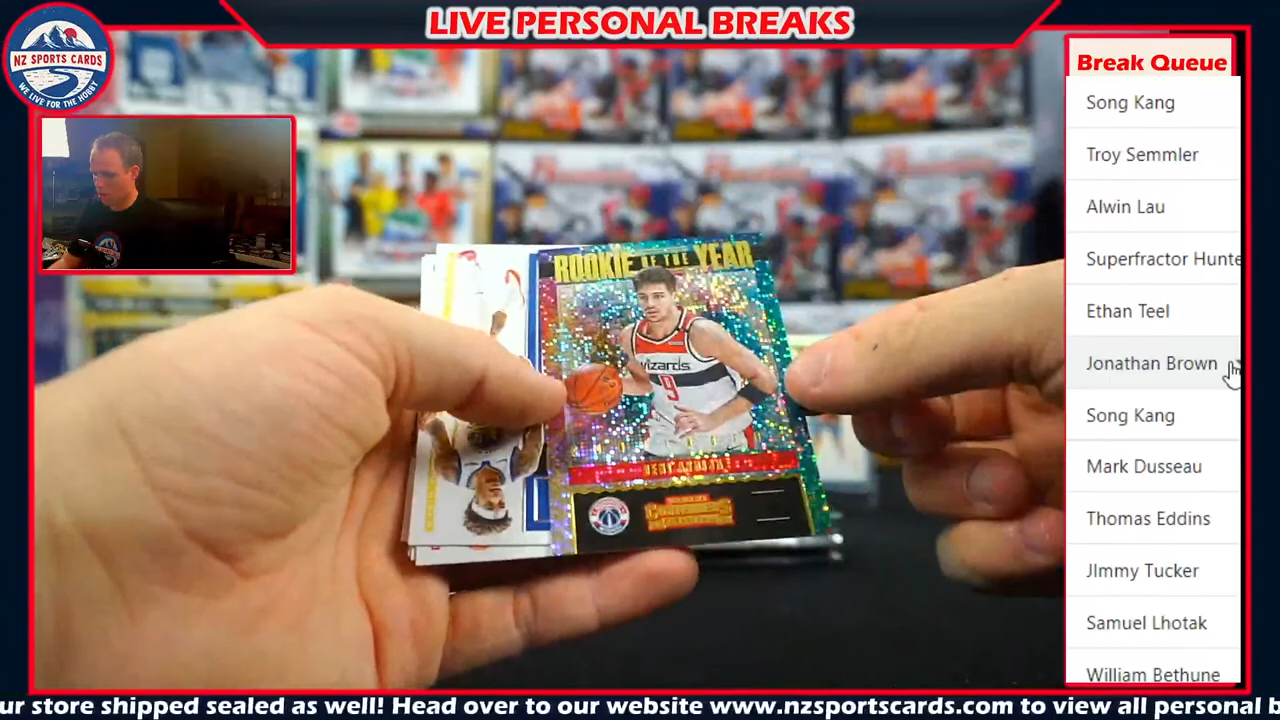 LIVE PERSONAL BREAKS
NZ SPORTS CARDS
WE LIVE FOR THE HOBBY
Break Queue
Song Kang
Troy Semmler
Alwin Lau
Superfractor Hunte
Ethan Teel
Jonathan Brown
Song Kang
Mark Dusseau
Thomas Eddins
JImmy Tucker
Samuel Lhotak
William Bethune
ROOKIE OF THE YEAR
wizards
9
CONTENDERS
ur store shipped sealed as well! Head over to our website www.nzsportscards.com to view all personal b